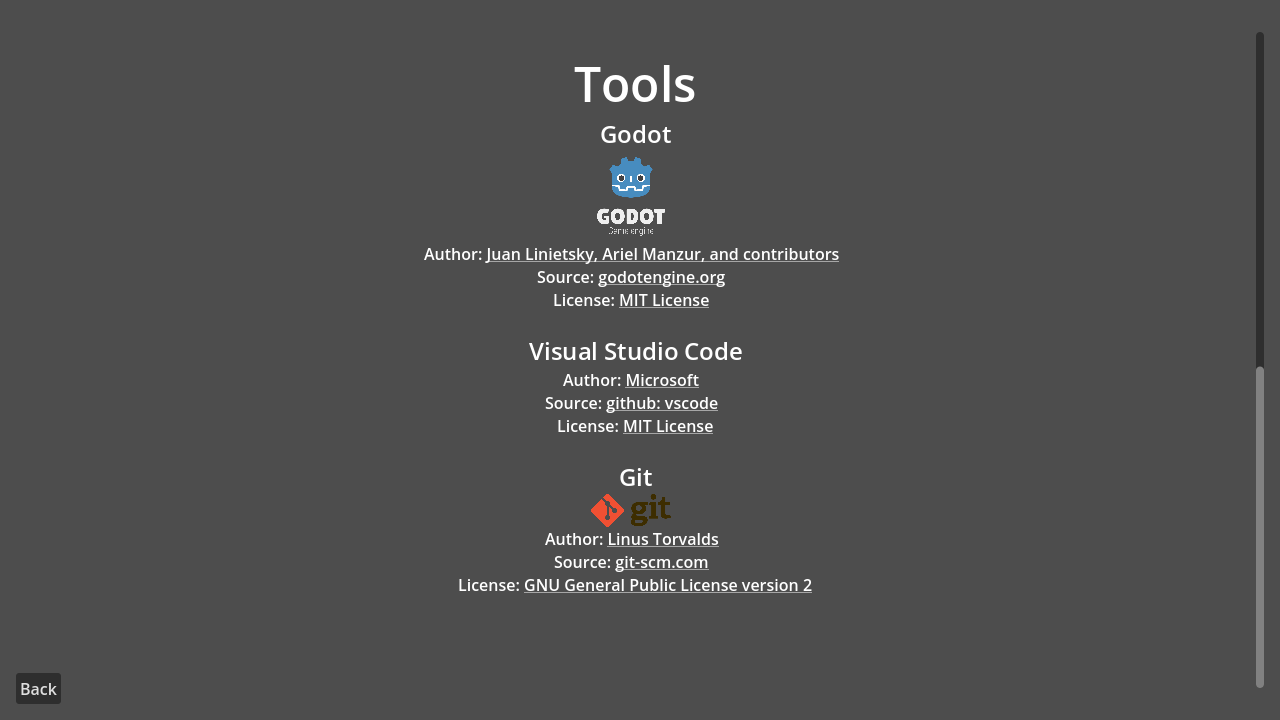 Tools
Godot
GODOT
Game engine
Author: Juan Linietsky, Ariel Manzur, and contributors
Source: godotengine.org
License: MIT License
Visual Studio Code
Author: Microsoft
Source: github: vscode
License: MIT License
Git
git
Author: Linus Torvalds
Source: git-scm.com
License: GNU General Public License version 2
Back